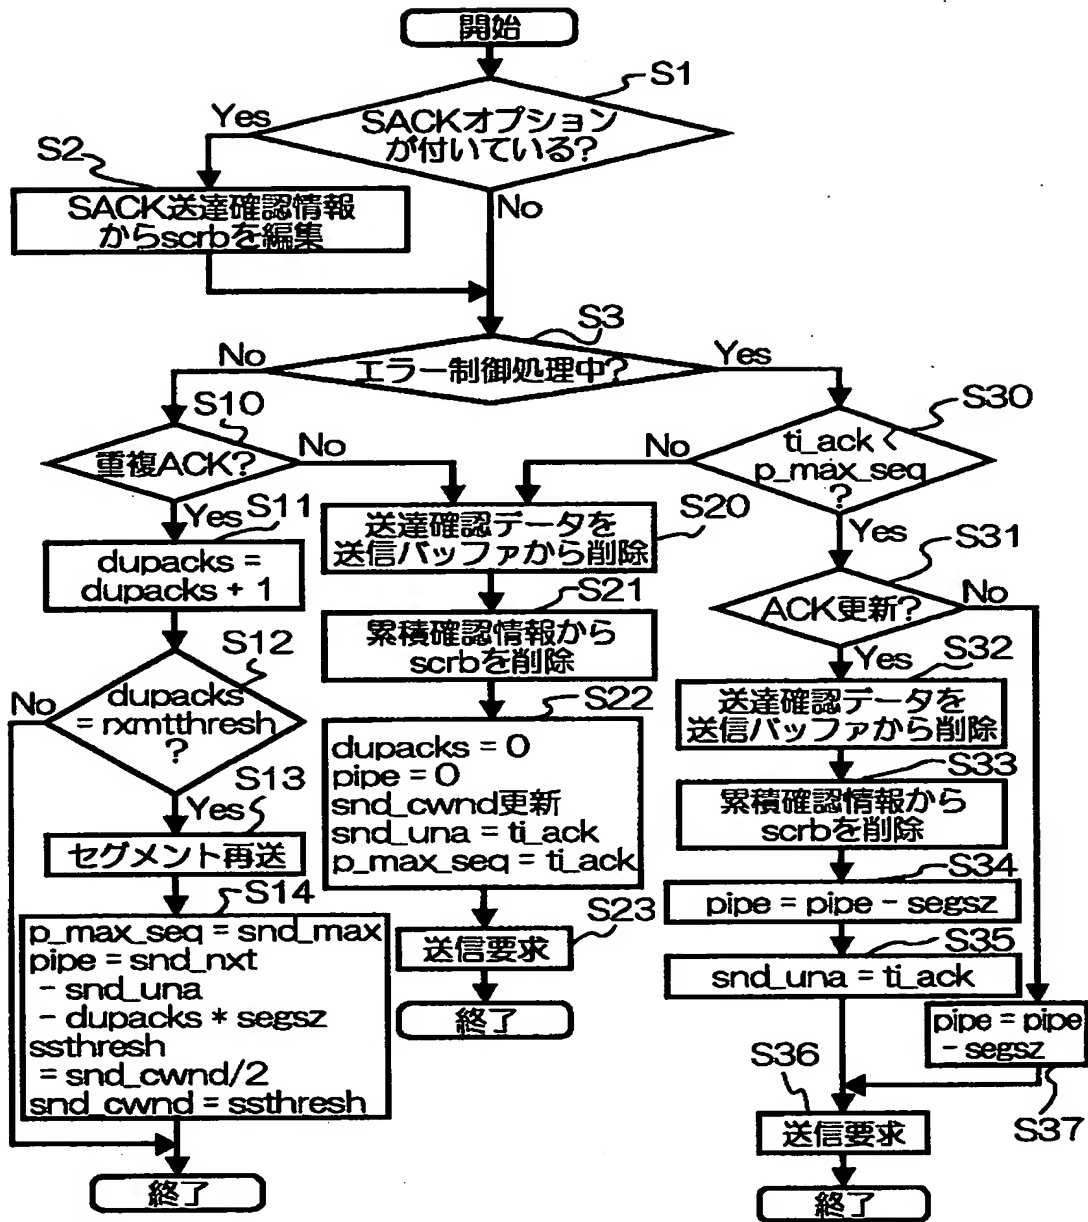 開始
S1
SACKオプション
が付いている?
Yes
No
S2
SACK送達確認情報
からscrbを編集
S3
エラー制御処理中?
No
Yes
S10
重複ACK?
No
Yes
S11
dupacks =
dupacks + 1
S12
dupacks
= rxmtthresh
?
No
Yes
S13
セグメント再送
S14
p_max_seq = snd_max
pipe = snd_nxt
- snd_una
- dupacks * segsz
ssthresh
= snd_cwnd/2
snd_cwnd = ssthresh
終了
S20
送達確認データを
送信バッファから削除
S21
累積確認情報から
scrbを削除
S22
dupacks = 0
pipe = 0
snd_cwnd更新
snd_una = ti_ack
p_max_seq = ti_ack
S23
送信要求
終了
S30
ti_ack <
p_max_seq
?
No
Yes
S31
ACK更新?
No
Yes
S32
送達確認データを
送信バッファから削除
S33
累積確認情報から
scrbを削除
S34
pipe = pipe - segsz
S35
snd_una = ti_ack
pipe = pipe
- segsz
S37
S36
送信要求
終了